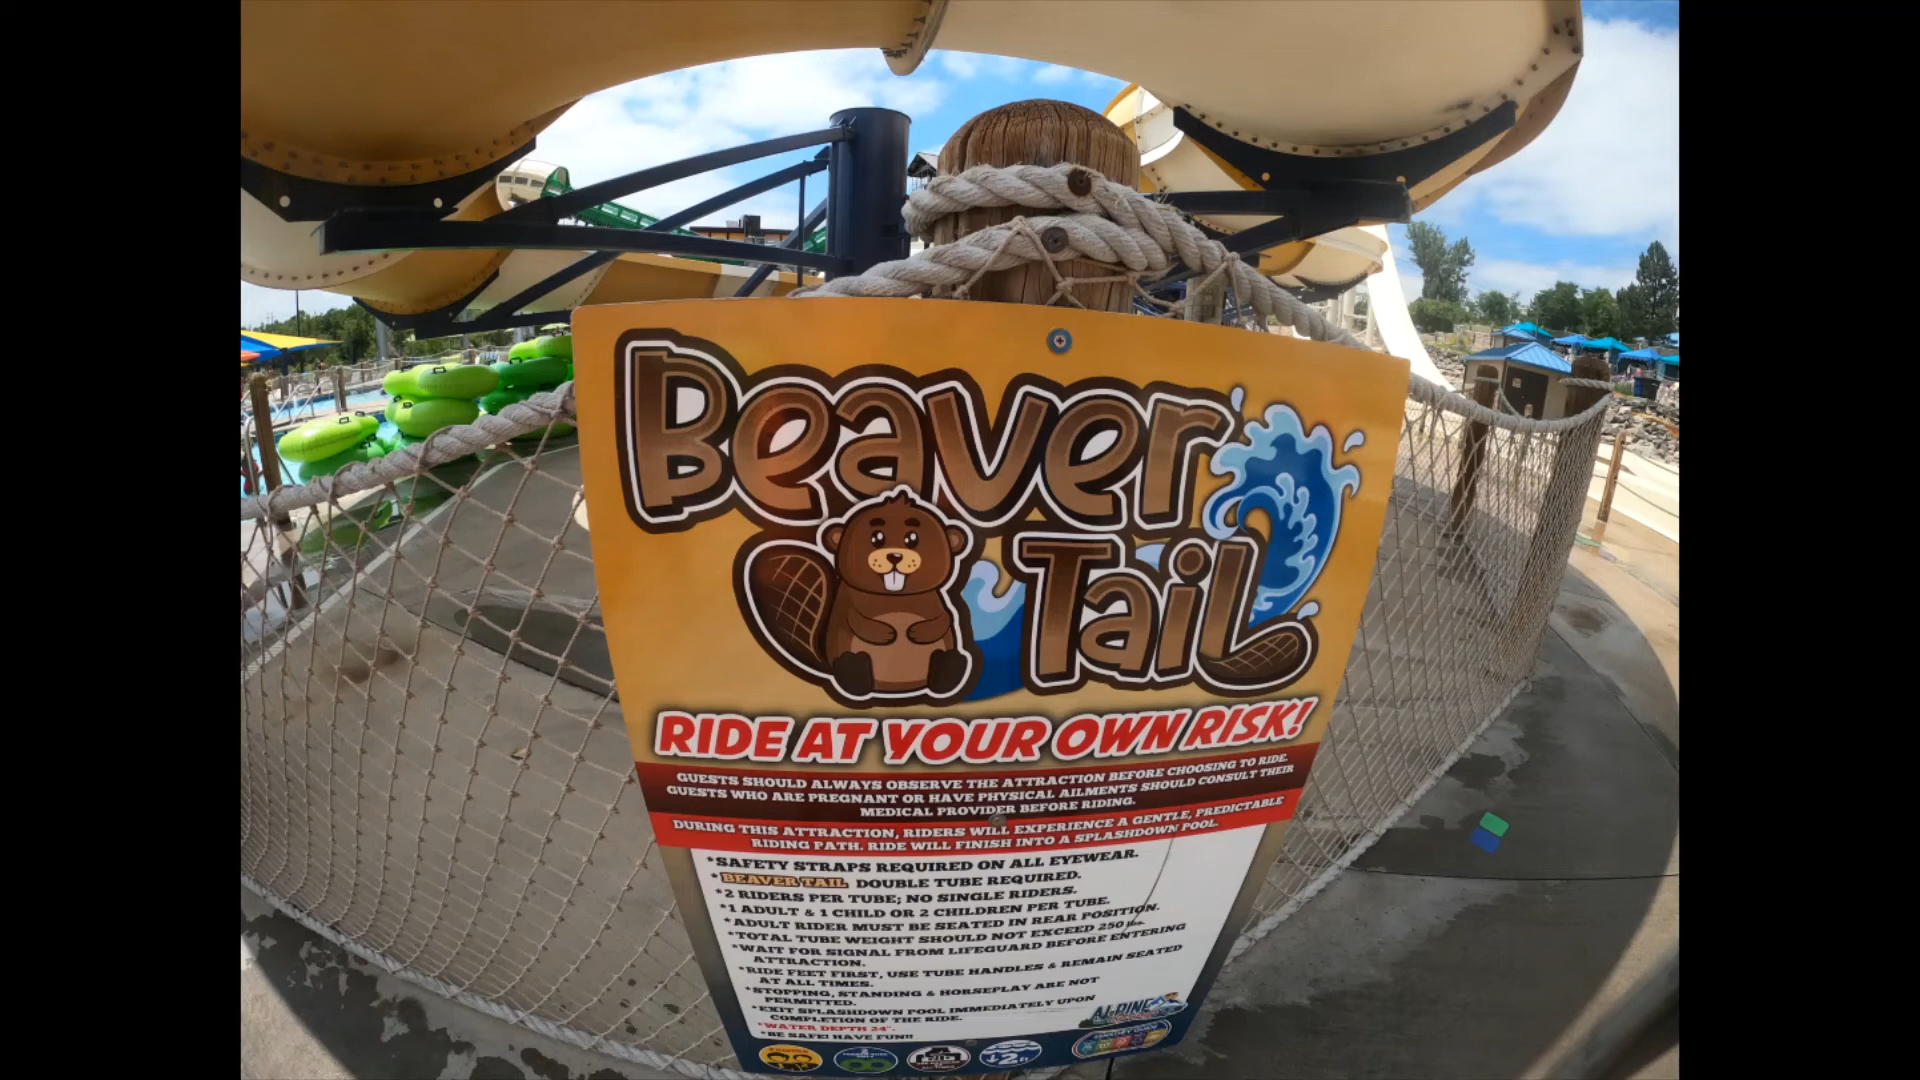 Beaver
Tail
RIDE AT YOUR OWN RISK!
GUESTS SHOULD ALWAYS OBSERVE THE ATTRACTION BEFORE CHOOSING TO RIDE.
GUESTS WHO ARE PREGNANT OR HAVE PHYSICAL AILMENTS SHOULD CONSULT THEIR
MEDICAL PROVIDER BEFORE RIDING.
DURING THIS ATTRACTION, RIDERS WILL EXPERIENCE A GENTLE, PREDICTABLE
RIDING PATH. RIDE WILL FINISH INTO A SPLASHDOWN POOL.
*SAFETY STRAPS REQUIRED ON ALL EYEWEAR.
*BEAVER TAIL DOUBLE TUBE REQUIRED.
*2 RIDERS PER TUBE; NO SINGLE RIDERS.
*1 ADULT & 1 CHILD OR 2 CHILDREN PER TUBE.
*ADULT RIDER MUST BE SEATED IN REAR POSITION.
*TOTAL TUBE WEIGHT SHOULD NOT EXCEED 250 lbs.
*WAIT FOR SIGNAL FROM LIFEGUARD BEFORE ENTERING
ATTRACTION.
*RIDE FEET FIRST, USE TUBE HANDLES & REMAIN SEATED
AT ALL TIMES.
*STOPPING, STANDING & HORSEPLAY ARE NOT
PERMITTED.
*EXIT SPLASHDOWN POOL IMMEDIATELY UPON
COMPLETION OF THE RIDE.
*WATER DEPTH 24".
*BE SAFE! HAVE FUN!!
ALPINE
2 ft